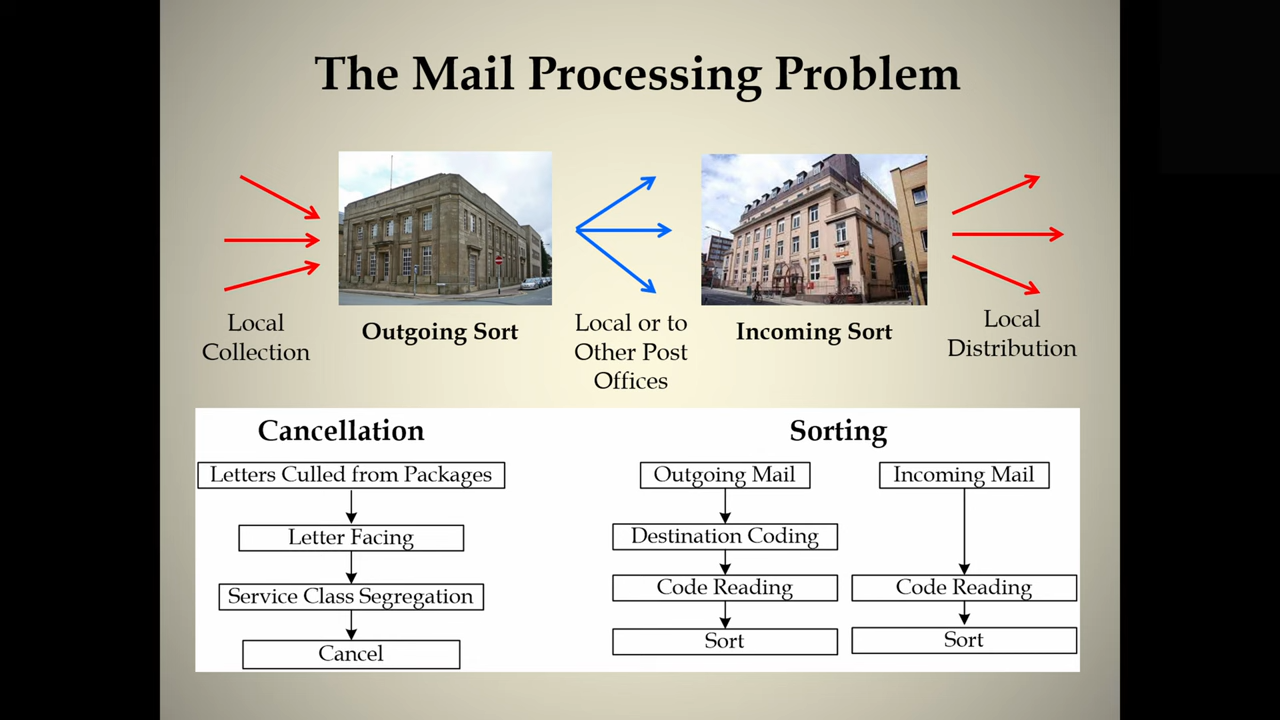 The Mail Processing Problem
Local
Collection
Outgoing Sort
Local or to
Other Post
Offices
Incoming Sort
Local
Distribution
Cancellation
Letters Culled from Packages
Letter Facing
Service Class Segregation
Cancel
Sorting
Outgoing Mail
Destination Coding
Code Reading
Sort
Incoming Mail
Code Reading
Sort